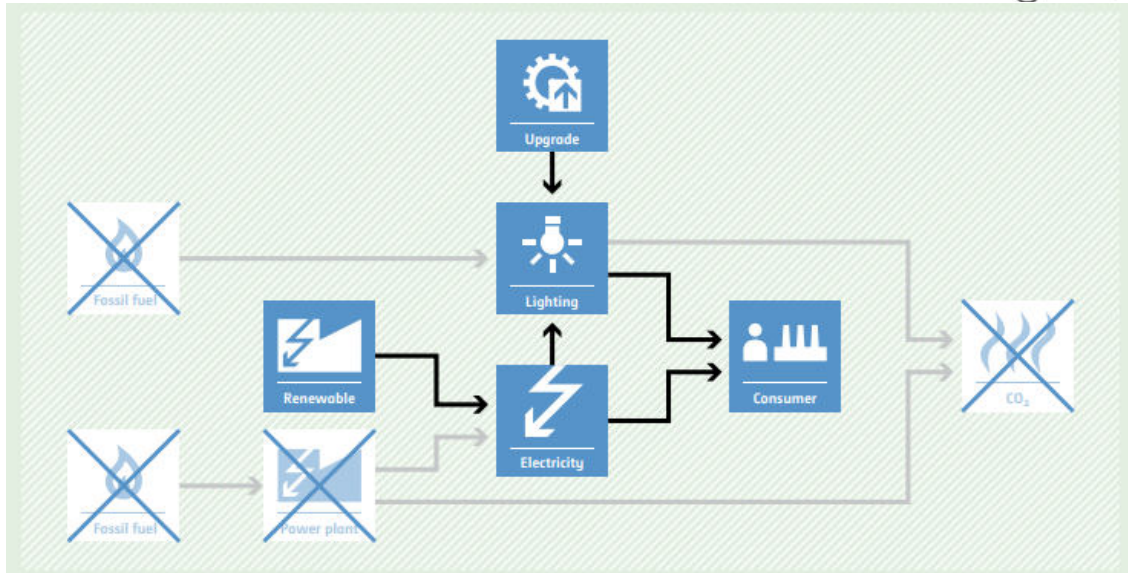 Upgrade
Fossil fuel
Lighting
Renewable
Consumer
CO₂
Fossil fuel
Power plant
Electricity